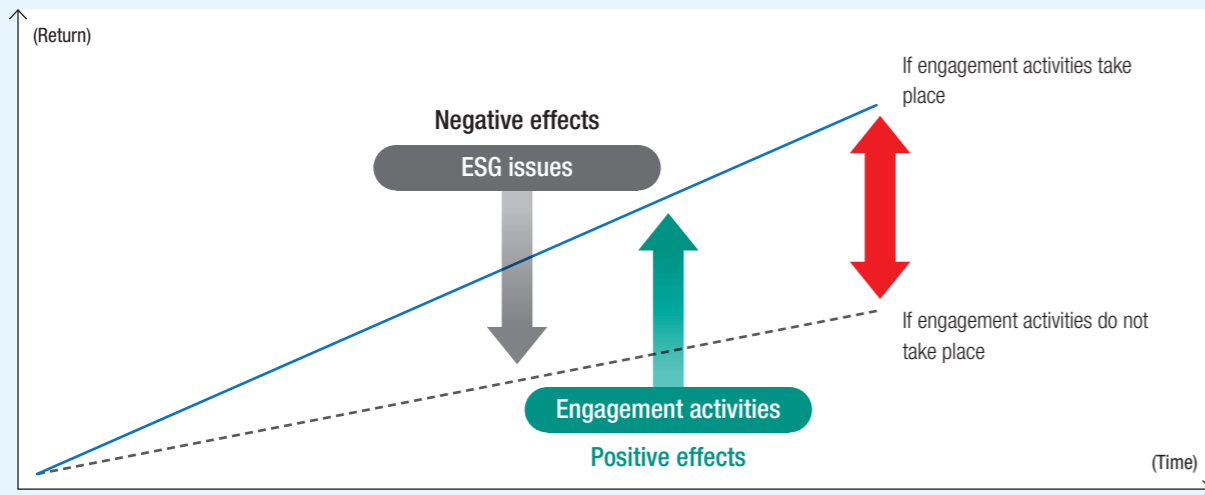 (Return)
If engagement activities take
place
Negative effects
ESG issues
If engagement activities do not
take place
Engagement activities
Positive effects
(Time)